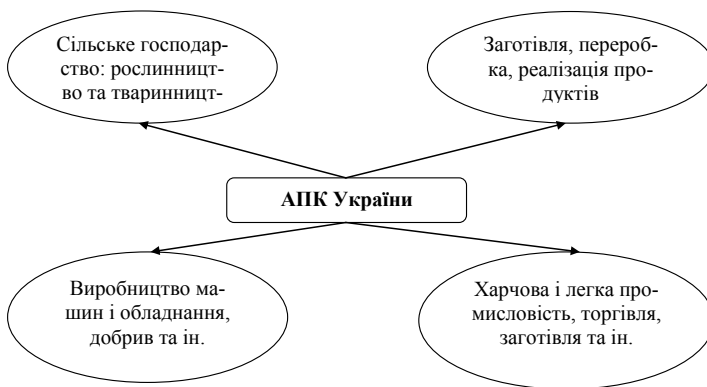 Сільське господар-
ство: рослинницт-
во та тваринницт-
Заготівля, перероб-
ка, реалізація про-
дуктів
АПК України
Виробництво ма-
шин і обладнання,
добрив та ін.
Харчова і легка про-
мисловість, торгівля,
заготівля та ін.